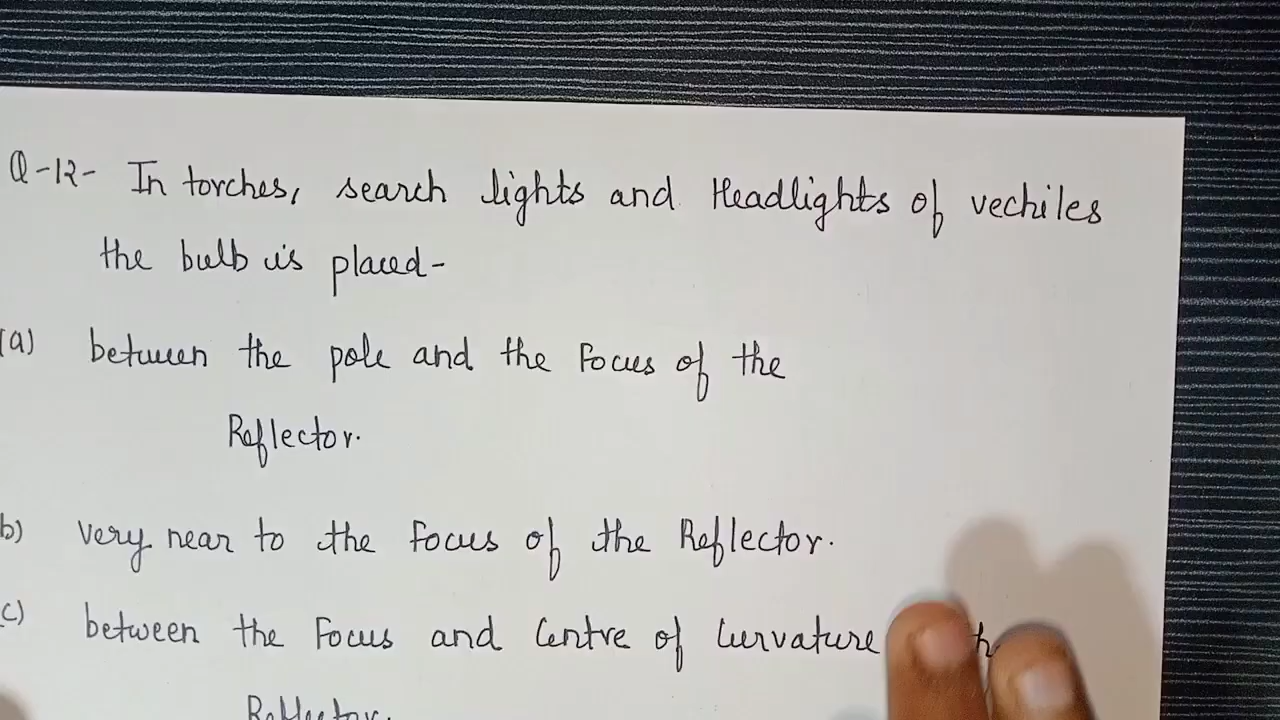 Q-12- In torches, search lights and Headlights of vechiles
the bulb is placed-
(a) between the pole and the Focus of the
Reflector.
b) very near to the Focus of the Reflector.
(c) between the Focus and Centre of Curvature
Reflector.